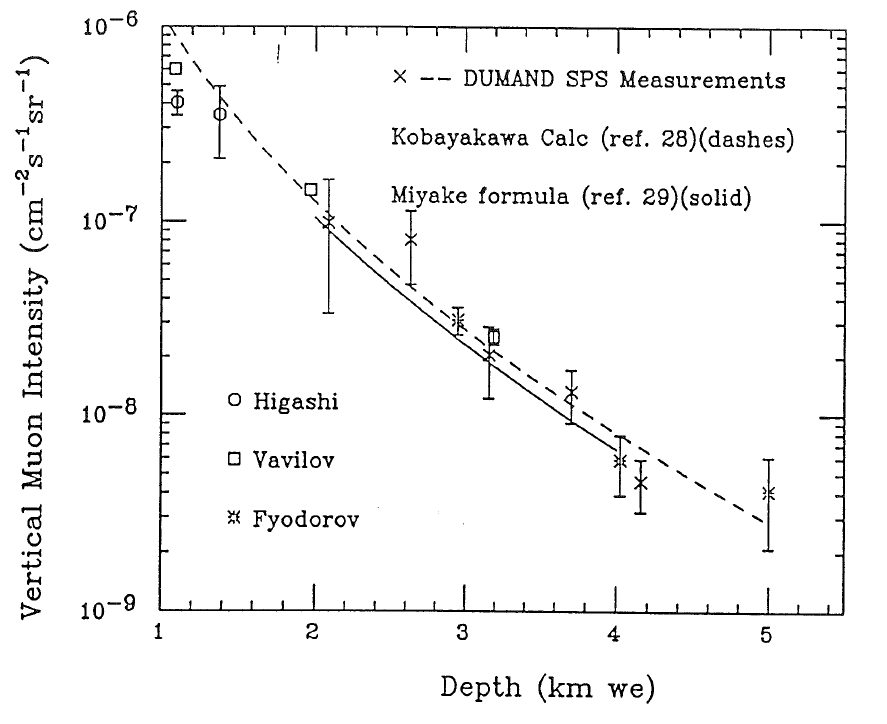 10−6
× −− DUMAND SPS Measurements
Kobayakawa Calc (ref. 28)(dashes)
Miyake formula (ref. 29)(solid)
10−7
Vertical Muon Intensity (cm−2s−1sr−1)
10−8
Higashi
Vavilov
Fyodorov
10−9
1 2 3 4 5
Depth (km we)